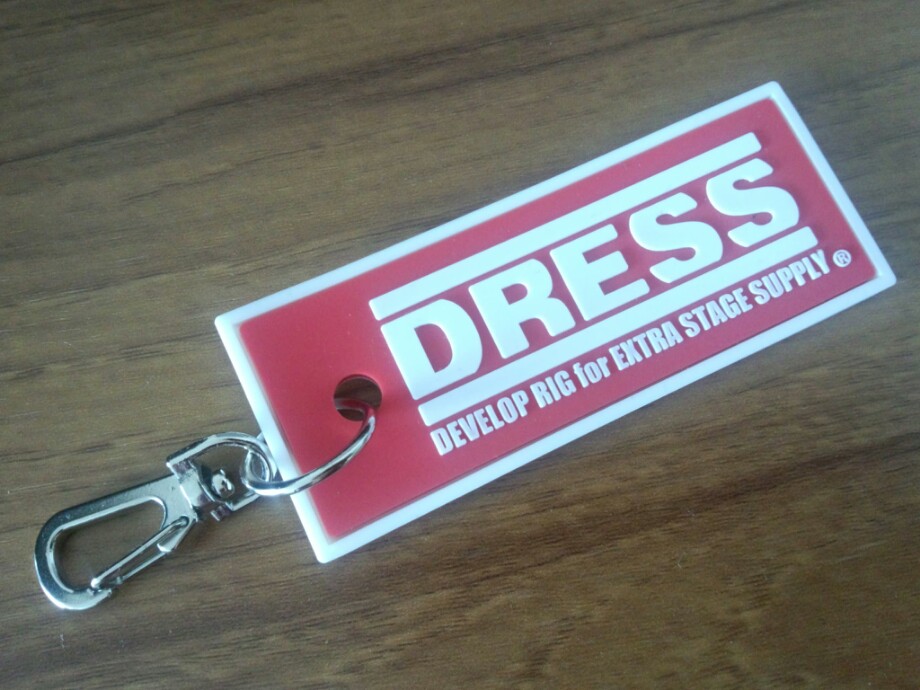 DRESS
DEVELOP RIG for EXTRA STAGE SUPPLY ®